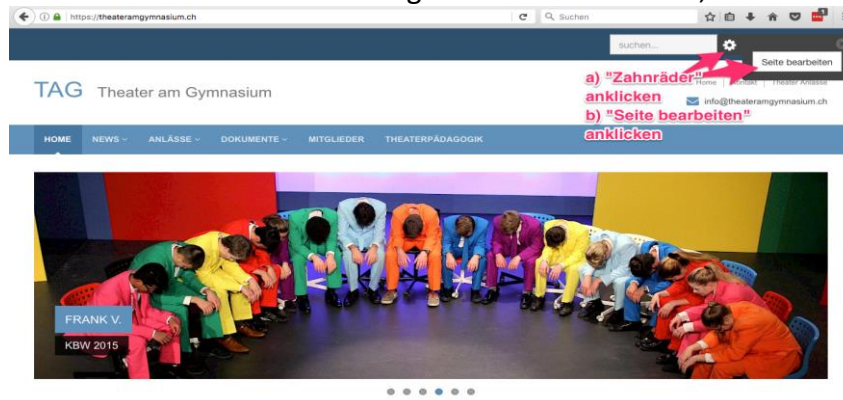 https://theateramgymnasium.ch
Suchen
suchen...
Seite bearbeiten
a) "Zahnräder"
anklicken
b) "Seite bearbeiten"
anklicken
Home
Kontakt
Theater Anlässe
TAG Theater am Gymnasium
info@theateramgymnasium.ch
HOME NEWS ANLÄSSE DOKUMENTE MITGLIEDER THEATERPÄDAGOGIK
FRANK V.
KBW 2015